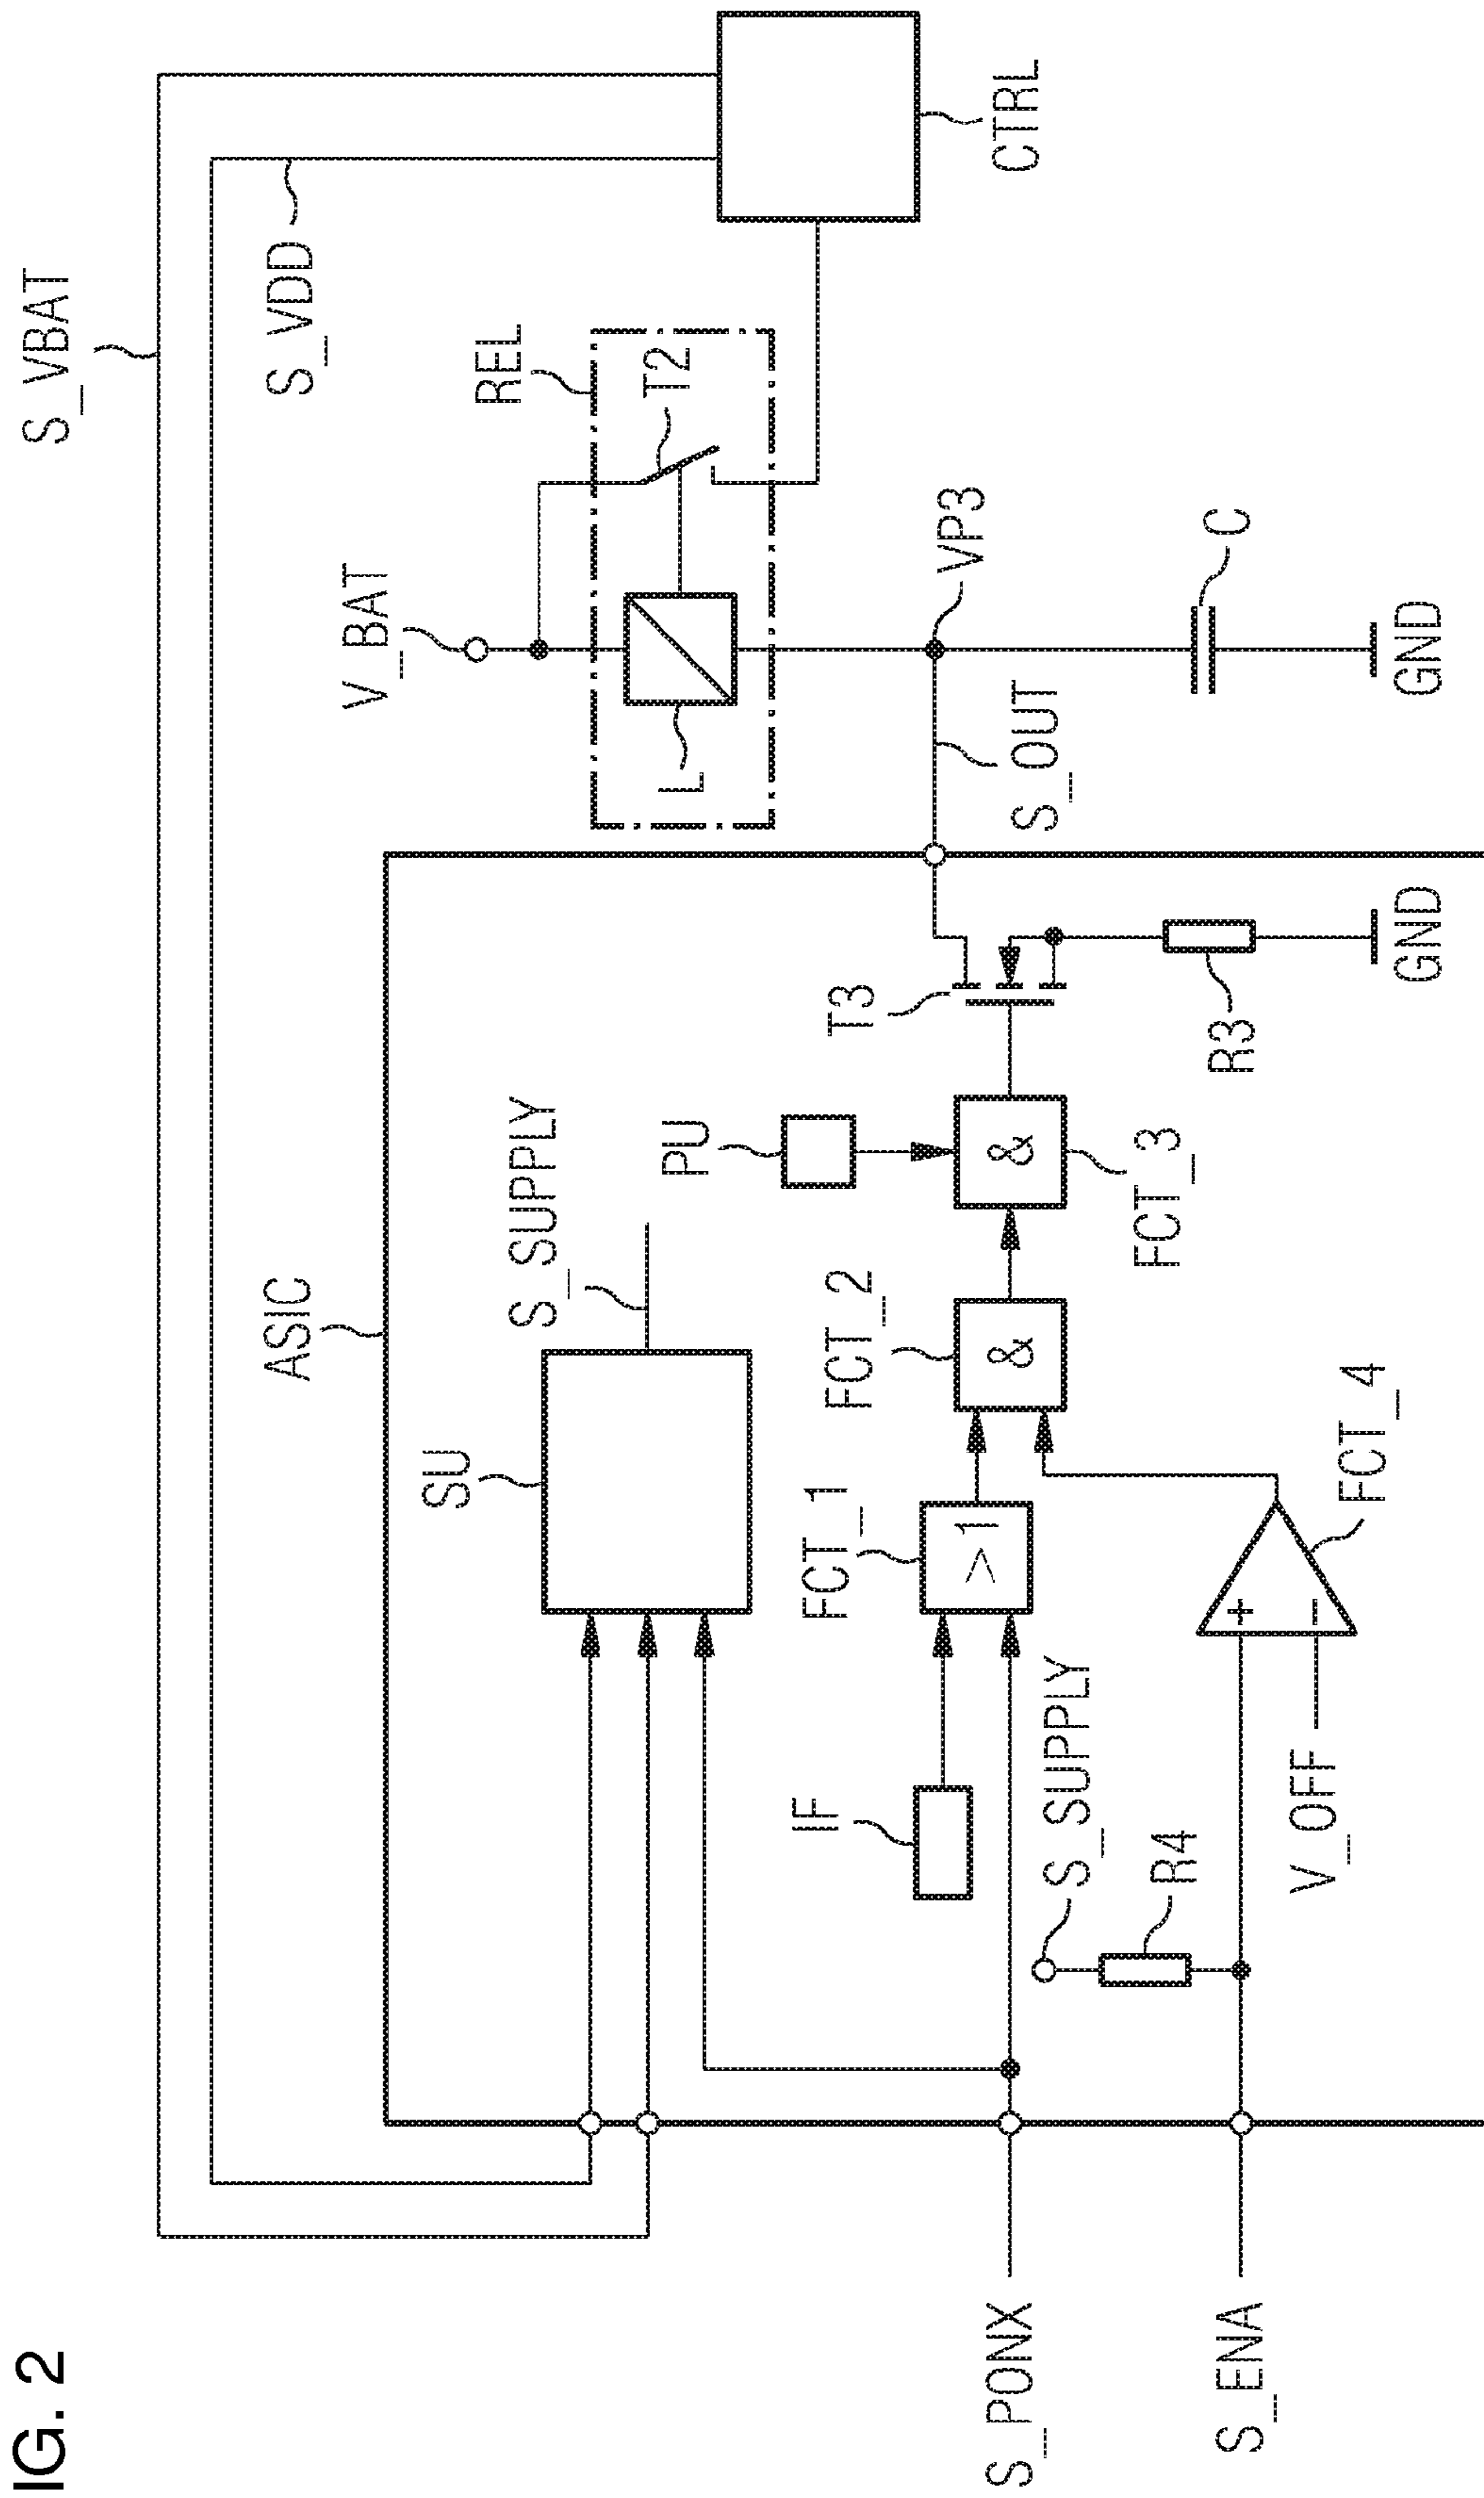 IG. 2
S_VBAT
S_VDD
V_BAT
REL
T2
L
CTRL
ASIC
SU
S_SUPPLY
PU
T3
VP3
S_OUT
C
GND
GND
R3
FCT_1
>1
FCT_2
&
FCT_3
&
IF
S_SUPPLY
R4
+
−
FCT_4
V_OFF
S_PONX
S_ENA